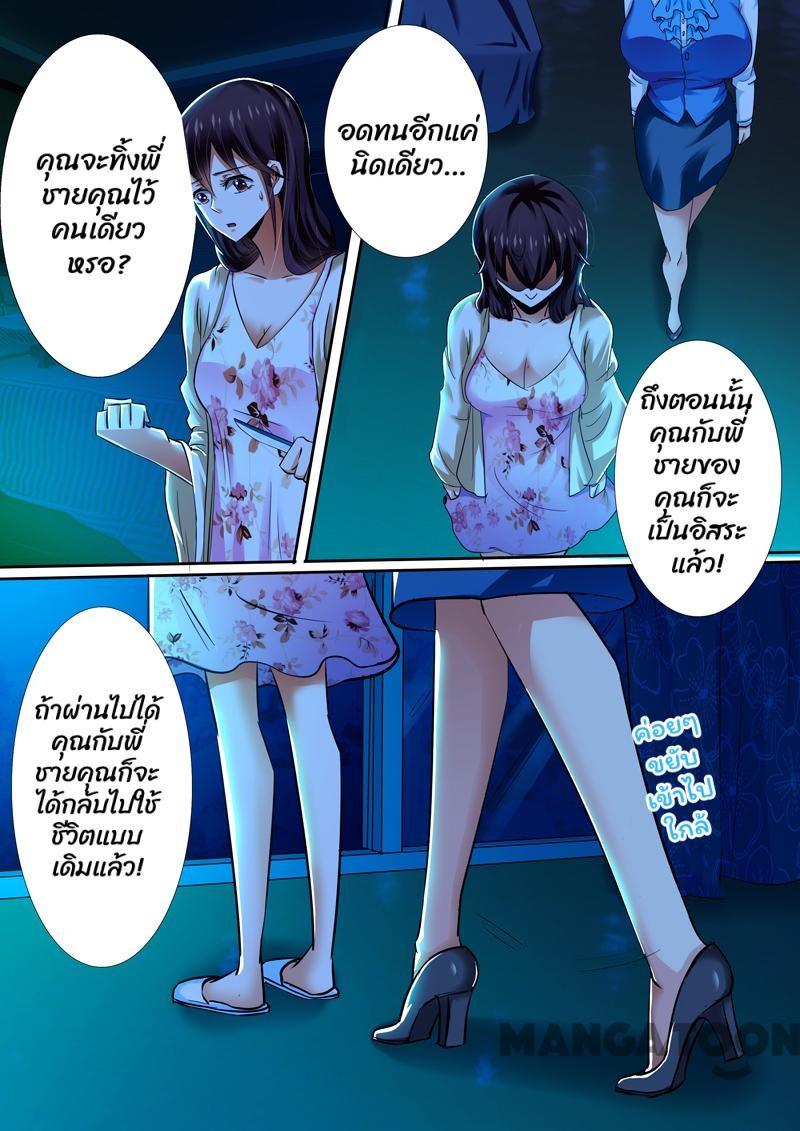 คุณจะทิ้งพี่
ชายคุณไว้
คนเดียว
หรอ?
อดทนอีกแค่
นิดเดียว...
ถึงตอนนั้น
คุณกับพี่
ชายของ
คุณก็จะ
เป็นอิสระ
แล้ว!
ถ้าผ่านไปได้
คุณกับพี่
ชายคุณก็จะ
ได้กลับไปใช้
ชีวิตแบบ
เดิมแล้ว!
ค่อยๆ
ขยับ
เข้าไป
ใกล้
MANGATOON